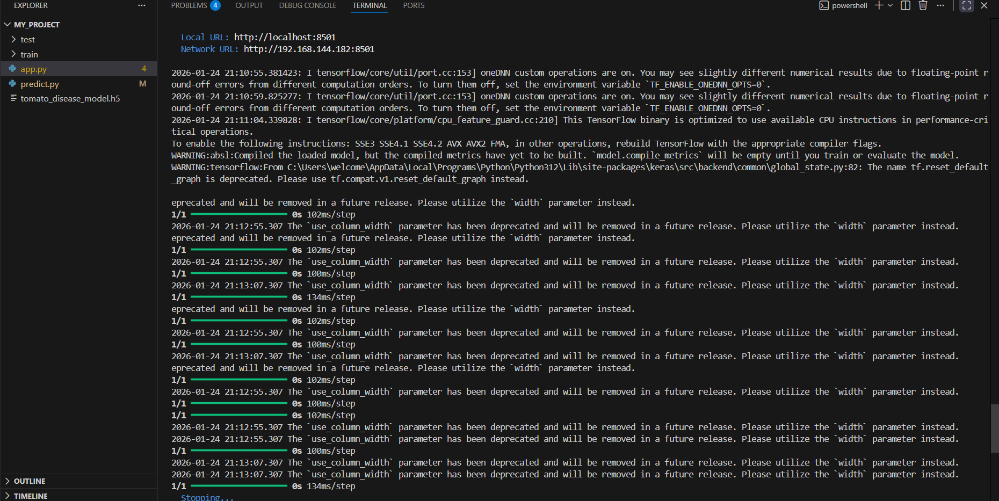 EXPLORER
MY_PROJECT
test
train
app.py 4
predict.py M
tomato_disease_model.h5
OUTLINE
TIMELINE
PROBLEMS 4 OUTPUT DEBUG CONSOLE TERMINAL PORTS
powershell
Local URL: http://localhost:8501
Network URL: http://192.168.144.182:8501
2026-01-24 21:10:55.381423: I tensorflow/core/util/port.cc:153] oneDNN custom operations are on. You may see slightly different numerical results due to floating-point r
ound-off errors from different computation orders. To turn them off, set the environment variable `TF_ENABLE_ONEDNN_OPTS=0`.
2026-01-24 21:10:59.825277: I tensorflow/core/util/port.cc:153] oneDNN custom operations are on. You may see slightly different numerical results due to floating-point r
ound-off errors from different computation orders. To turn them off, set the environment variable `TF_ENABLE_ONEDNN_OPTS=0`.
2026-01-24 21:11:04.339828: I tensorflow/core/platform/cpu_feature_guard.cc:210] This TensorFlow binary is optimized to use available CPU instructions in performance-cri
tical operations.
To enable the following instructions: SSE3 SSE4.1 SSE4.2 AVX AVX2 FMA, in other operations, rebuild TensorFlow with the appropriate compiler flags.
WARNING:absl:Compiled the loaded model, but the compiled metrics have yet to be built. `model.compile_metrics` will be empty until you train or evaluate the model.
WARNING:tensorflow:From C:\Users\welcome\AppData\Local\Programs\Python\Python312\Lib\site-packages\keras\src\backend\common\global_state.py:82: The name tf.reset_default
_graph is deprecated. Please use tf.compat.v1.reset_default_graph instead.
eprecated and will be removed in a future release. Please utilize the `width` parameter instead.
1/1 0s 102ms/step
2026-01-24 21:12:55.307 The `use_column_width` parameter has been deprecated and will be removed in a future release. Please utilize the `width` parameter instead.
eprecated and will be removed in a future release. Please utilize the `width` parameter instead.
1/1 0s 102ms/step
2026-01-24 21:12:55.307 The `use_column_width` parameter has been deprecated and will be removed in a future release. Please utilize the `width` parameter instead.
1/1 0s 100ms/step
2026-01-24 21:13:07.307 The `use_column_width` parameter has been deprecated and will be removed in a future release. Please utilize the `width` parameter instead.
1/1 0s 134ms/step
eprecated and will be removed in a future release. Please utilize the `width` parameter instead.
1/1 0s 102ms/step
2026-01-24 21:12:55.307 The `use_column_width` parameter has been deprecated and will be removed in a future release. Please utilize the `width` parameter instead.
1/1 0s 100ms/step
2026-01-24 21:13:07.307 The `use_column_width` parameter has been deprecated and will be removed in a future release. Please utilize the `width` parameter instead.
eprecated and will be removed in a future release. Please utilize the `width` parameter instead.
1/1 0s 102ms/step
2026-01-24 21:12:55.307 The `use_column_width` parameter has been deprecated and will be removed in a future release. Please utilize the `width` parameter instead.
1/1 0s 100ms/step
1/1 0s 102ms/step
2026-01-24 21:12:55.307 The `use_column_width` parameter has been deprecated and will be removed in a future release. Please utilize the `width` parameter instead.
2026-01-24 21:12:55.307 The `use_column_width` parameter has been deprecated and will be removed in a future release. Please utilize the `width` parameter instead.
1/1 0s 100ms/step
2026-01-24 21:13:07.307 The `use_column_width` parameter has been deprecated and will be removed in a future release. Please utilize the `width` parameter instead.
2026-01-24 21:13:07.307 The `use_column_width` parameter has been deprecated and will be removed in a future release. Please utilize the `width` parameter instead.
1/1 0s 134ms/step
Stopping...